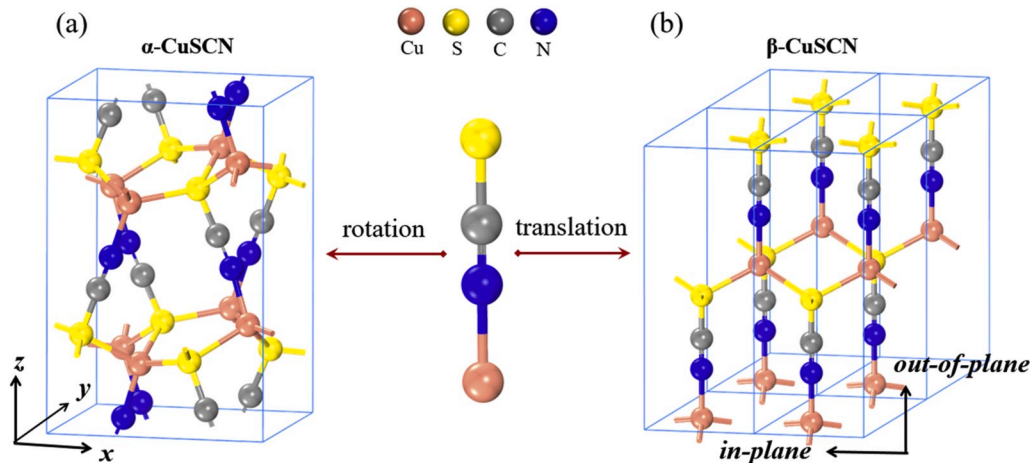 (a)
α-CuSCN
Cu S C N
(b)
β-CuSCN
rotation
translation
z
y
x
out-of-plane
in-plane